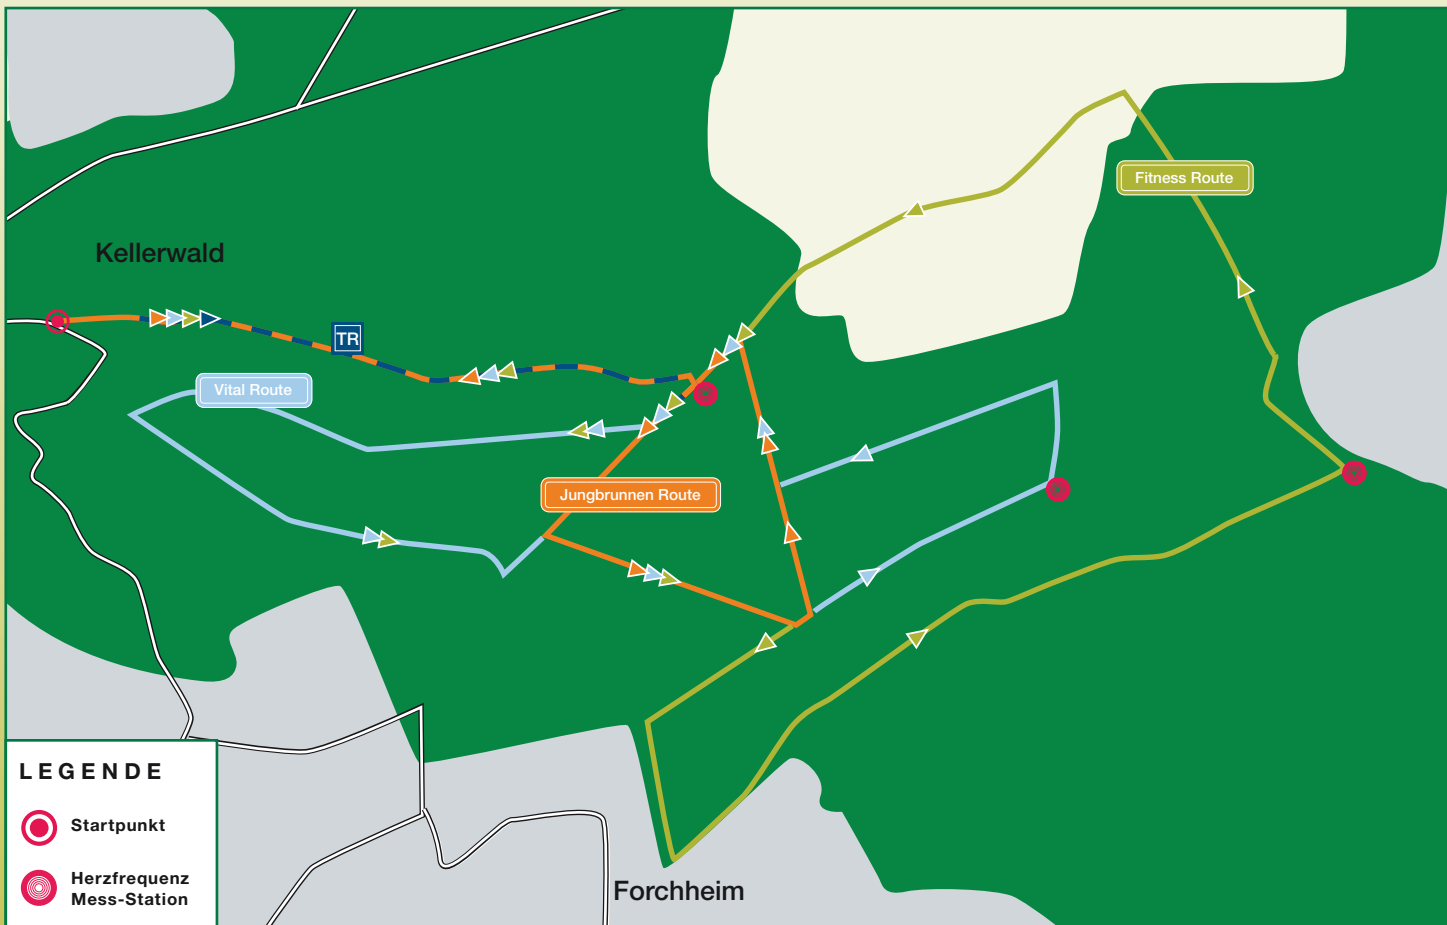 Fitness Route
Kellerwald
TR
Vital Route
Jungbrunnen Route
LEGENDE
Startpunkt
Herzfrequenz
Mess-Station
Forchheim